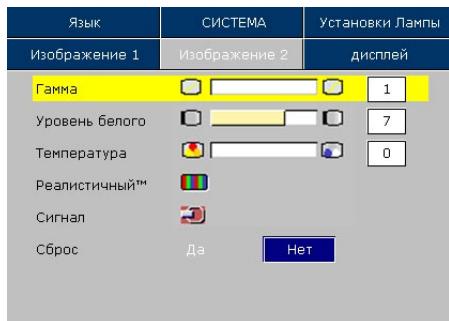 Язык СИСТЕМА Установки Лампы
Изображение 1 Изображение 2 дисплей
Гамма 1
Уровень белого 7
Температура 0
Реалистичный™
Сигнал
Сброс Да Нет